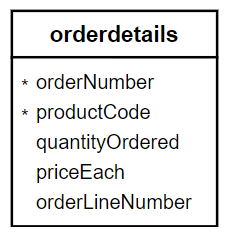 orderdetails
* orderNumber
* productCode
quantityOrdered
priceEach
orderLineNumber